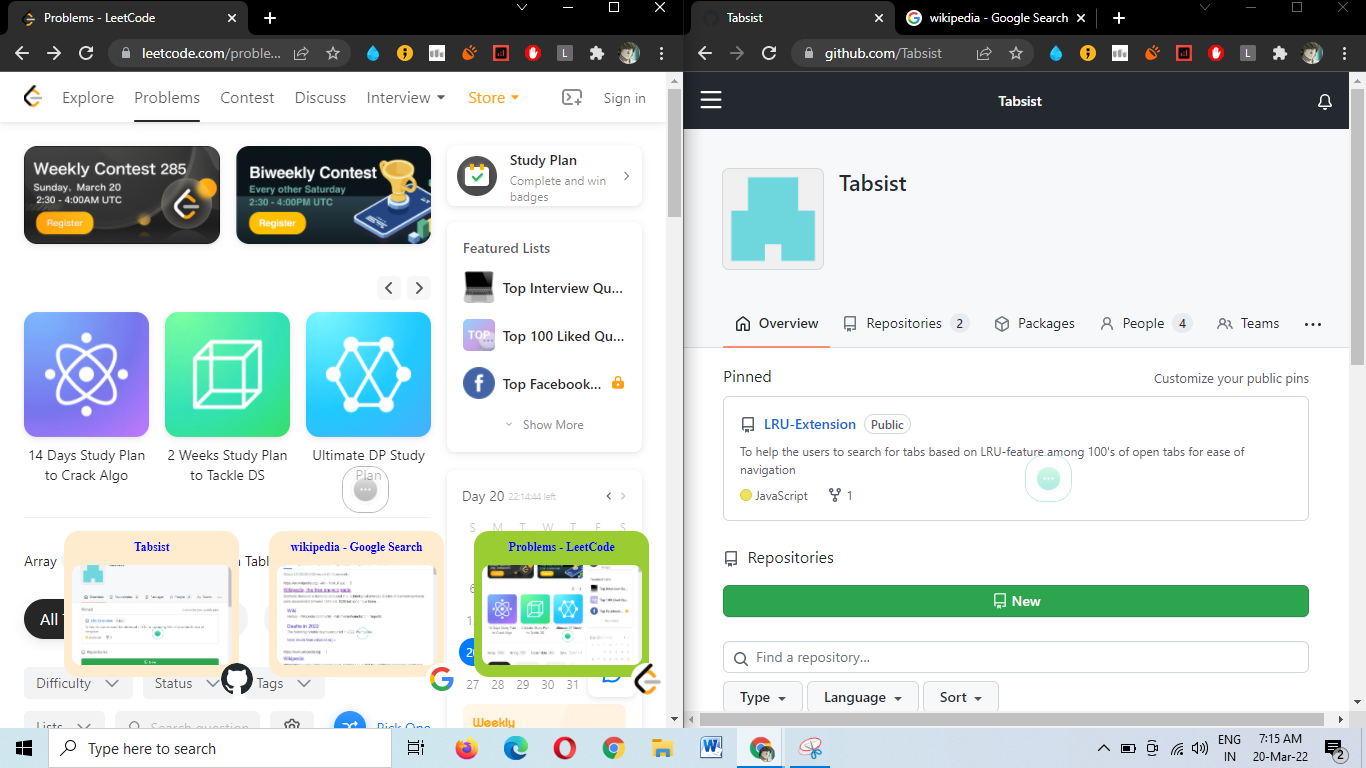 Problems - LeetCode
leetcode.com/proble...
Explore
Problems
Contest
Discuss
Interview
Store
Sign in
Weekly Contest 285
Sunday, March 20
2:30 - 4:00AM UTC
Register
Biweekly Contest
Every other Saturday
2:30 - 4:00PM UTC
Register
Study Plan
Complete and win
badges
Featured Lists
Top Interview Qu...
Top 100 Liked Qu...
Top Facebook...
Show More
14 Days Study Plan
to Crack Algo
2 Weeks Study Plan
to Tackle DS
Ultimate DP Study
Plan
Day 20 22:14:44 left
S M T W T F S
Array
Tabsist
wikipedia - Google Search
Problems - LeetCode
27 28 29 30 31
Difficulty
Status
Tags
Lists
Search question
Pick One
Weekly
Tabsist
wikipedia - Google Search
github.com/Tabsist
Tabsist
Tabsist
Overview
Repositories 2
Packages
People 4
Teams
Pinned
Customize your public pins
LRU-Extension Public
To help the users to search for tabs based on LRU-feature among 100's of open tabs for ease of
navigation
JavaScript 1
Repositories
New
Find a repository...
Type
Language
Sort
Type here to search
ENG
IN
7:15 AM
20-Mar-22
2